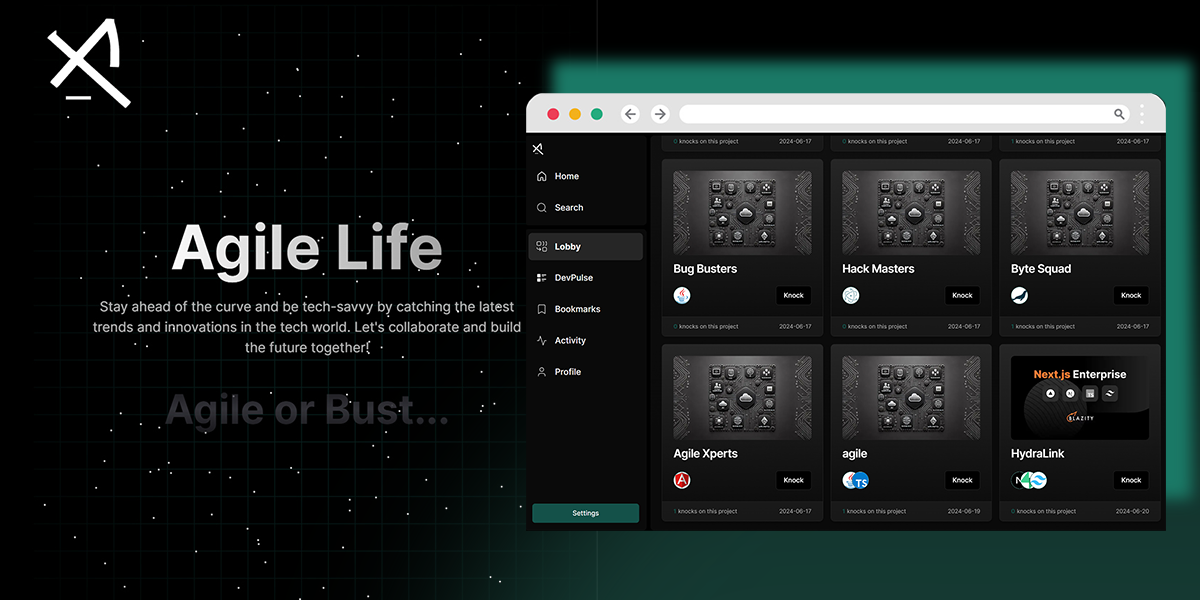 Agile Life
Stay ahead of the curve and be tech-savvy by catching the latest
trends and innovations in the tech world. Let's collaborate and build
the future together!
Agile or Bust...
Home
Search
Lobby
DevPulse
Bookmarks
Activity
Profile
Settings
0 knocks on this project 2024-06-17
0 knocks on this project 2024-06-17
1 knocks on this project 2024-06-17
Bug Busters
Knock
0 knocks on this project 2024-06-17
Hack Masters
Knock
0 knocks on this project 2024-06-17
Byte Squad
Knock
1 knocks on this project 2024-06-17
Agile Xperts
Knock
1 knocks on this project 2024-06-17
agile
TS
Knock
1 knocks on this project 2024-06-19
Next.js Enterprise
BLAZITY
HydraLink
Knock
0 knocks on this project 2024-06-20